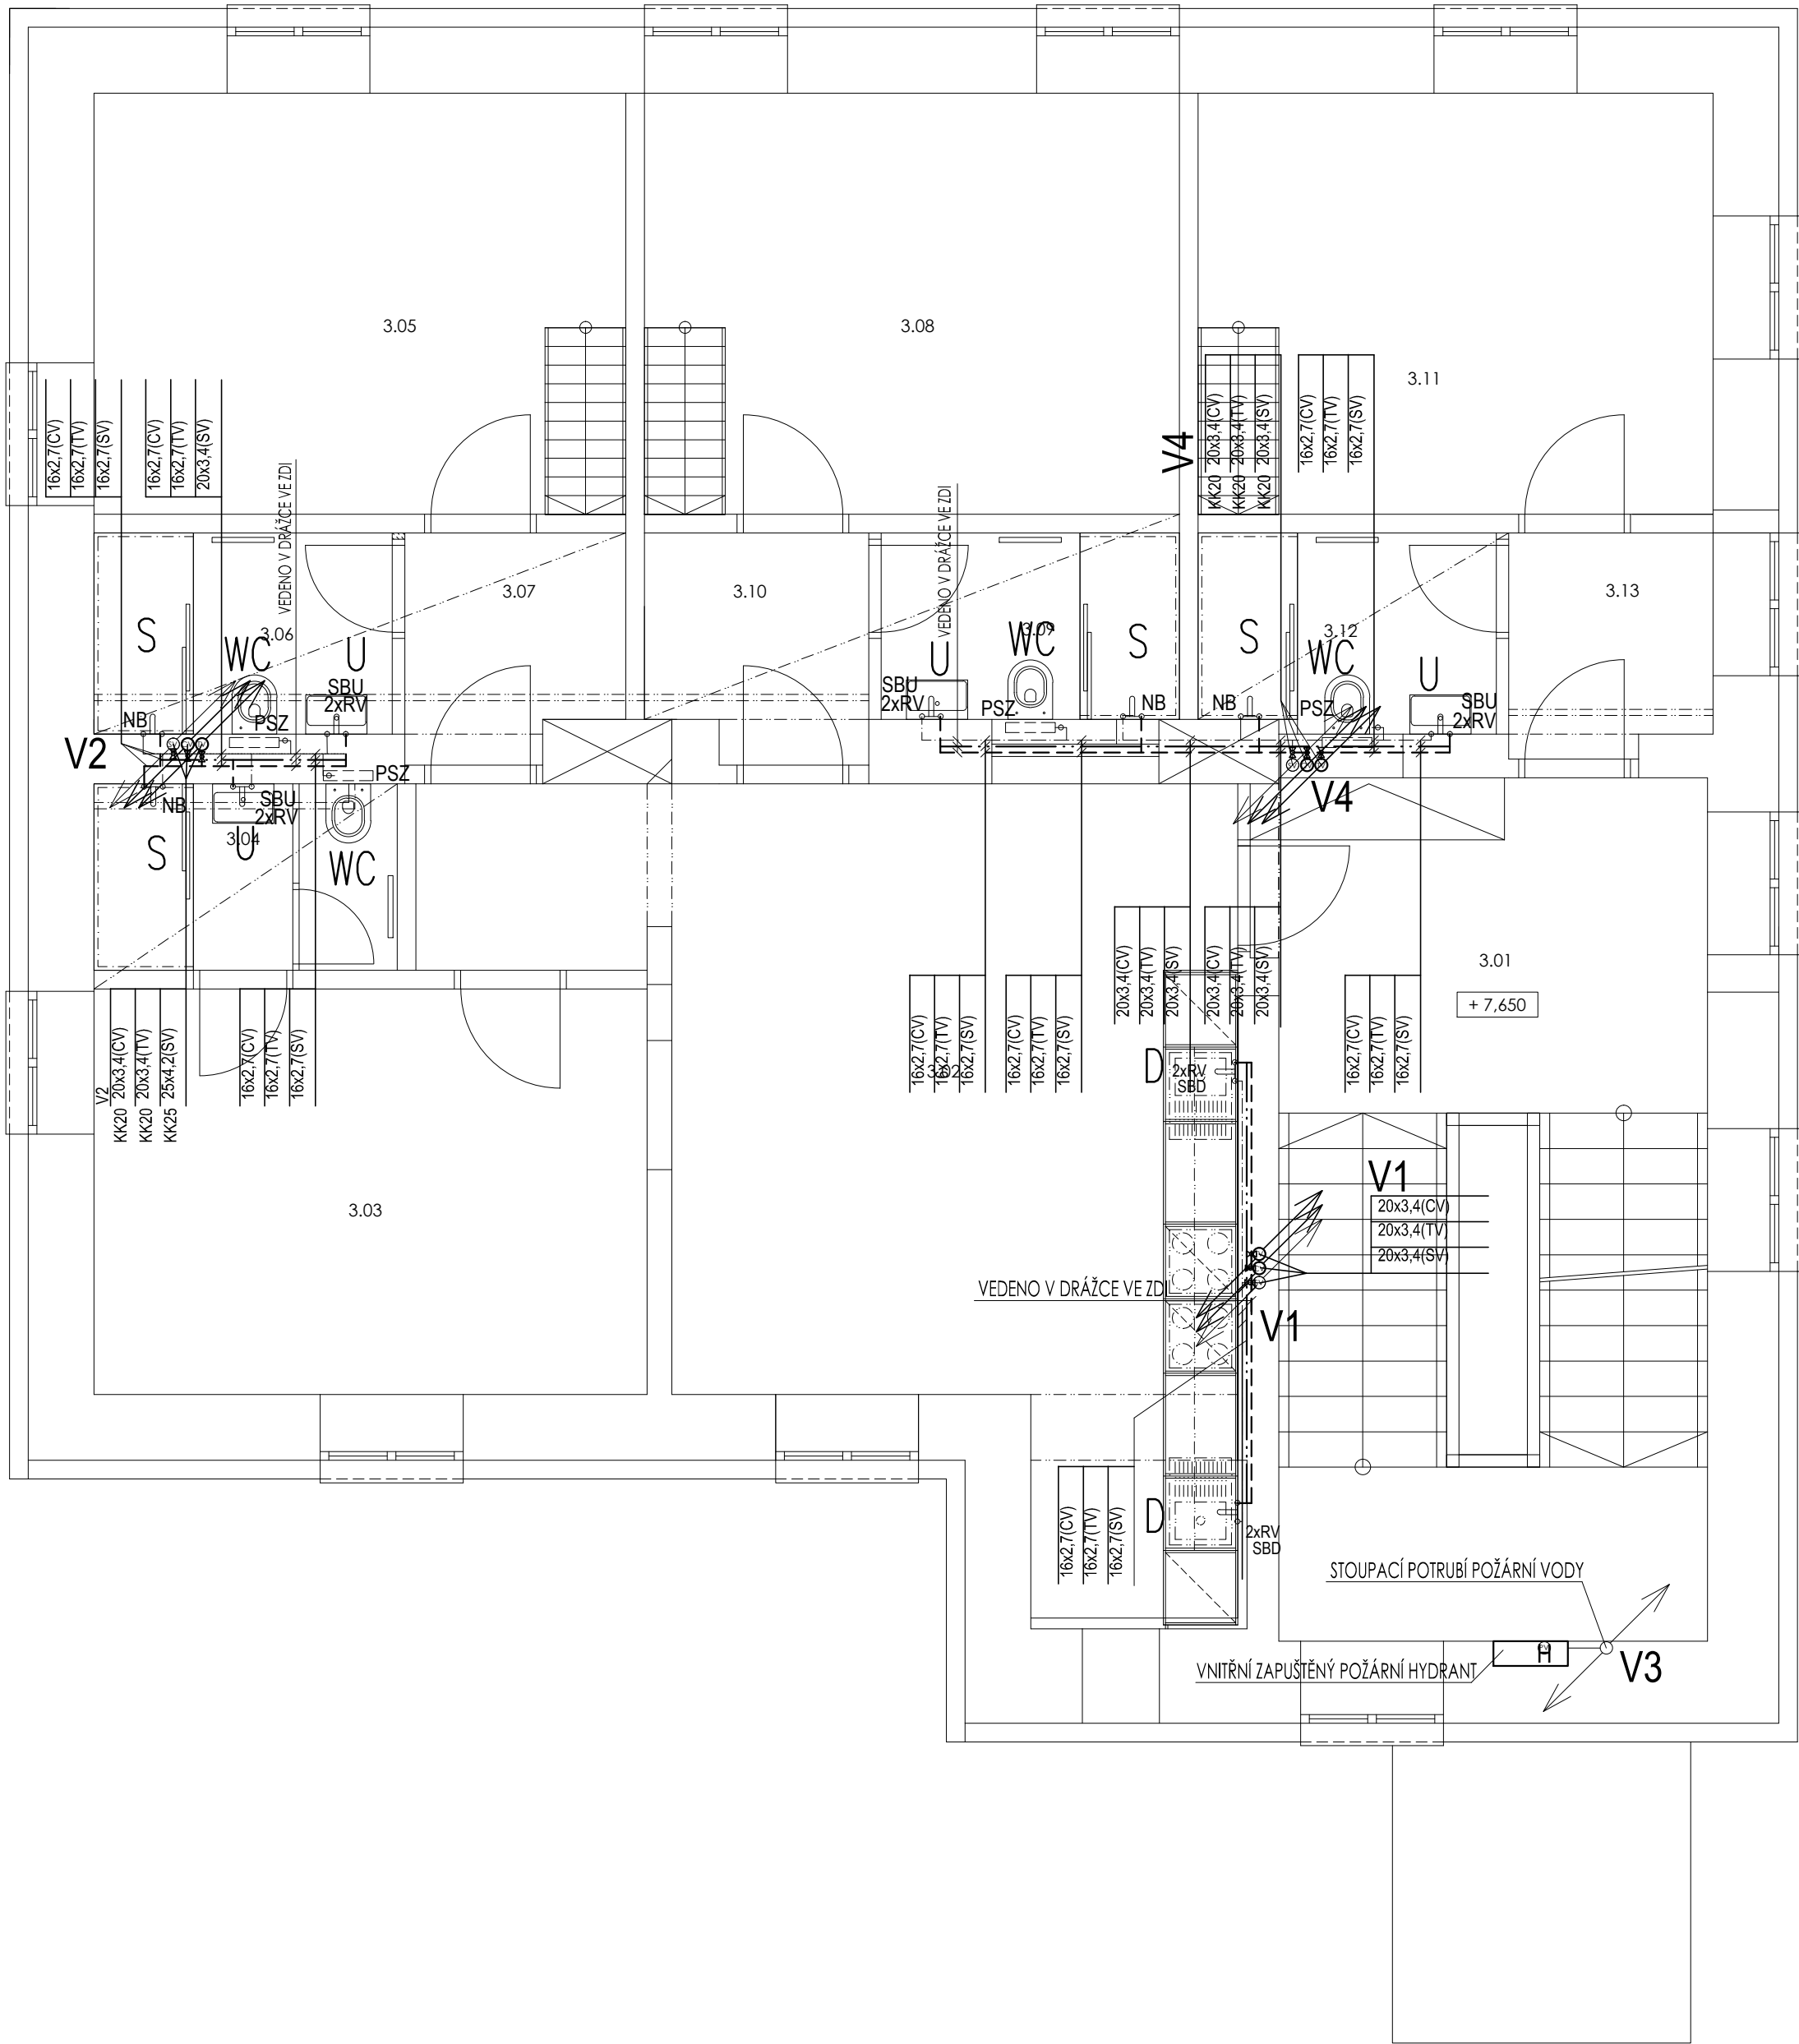 3.05
3.08
3.11
V4
KK20 20x3,4(CV)
KK20 20x3,4(TV)
KK20 20x3,4(SV)
16x2,7(CV)
16x2,7(TV)
16x2,7(SV)
16x2,7(CV)
16x2,7(TV)
16x2,7(SV)
16x2,7(CV)
16x2,7(TV)
20x3,4(SV)
VEDENO V DRÁŽCE VE ZDI
VEDENO V DRÁŽCE VE ZDI
3.07
3.10
3.13
S
3.06
WC
U
SBU
2xRV
NB
PSZ
V2
U
SBU
2xRV
3.09
WC
PSZ
S
NB
S
NB
3.12
WC
PSZ
U
SBU
2xRV
V4
PSZ
NB
SBU
2xRV
S
3.04
U
WC
V2
KK20 20x3,4(CV)
KK20 20x3,4(TV)
KK25 25x4,2(SV)
16x2,7(CV)
16x2,7(TV)
16x2,7(SV)
3.02
16x2,7(CV)
16x2,7(TV)
16x2,7(SV)
16x2,7(CV)
16x2,7(TV)
16x2,7(SV)
20x3,4(CV)
20x3,4(TV)
20x3,4(SV)
20x3,4(CV)
20x3,4(TV)
20x3,4(SV)
3.01
+ 7,650
16x2,7(CV)
16x2,7(TV)
16x2,7(SV)
D
2xRV
SBD
3.03
V1
20x3,4(CV)
20x3,4(TV)
20x3,4(SV)
VEDENO V DRÁŽCE VE ZDI
V1
16x2,7(CV)
16x2,7(TV)
16x2,7(SV)
D
2xRV
SBD
STOUPACÍ POTRUBÍ POŽÁRNÍ VODY
VNITŘNÍ ZAPUŠTĚNÝ POŽÁRNÍ HYDRANT
H
V3